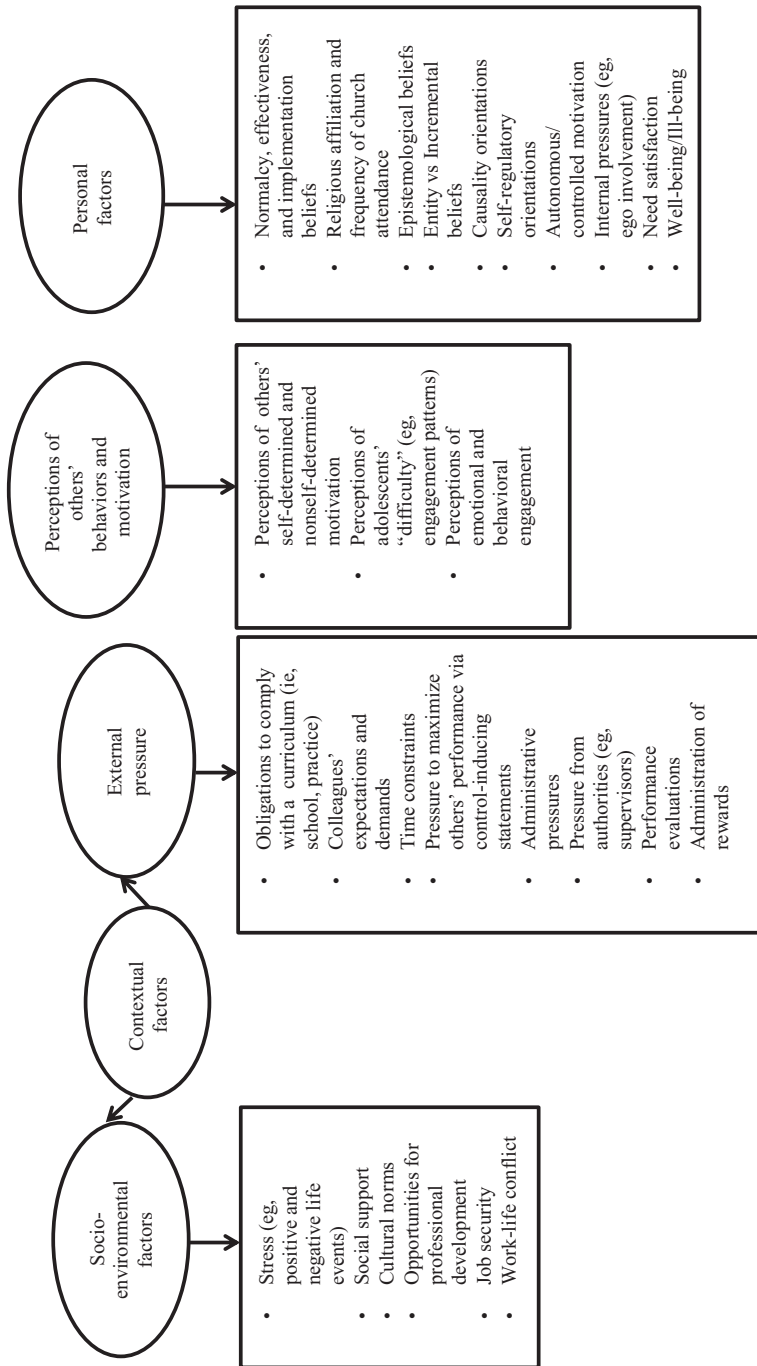 Contextual
factors
Socio-
environmental
factors
External
pressure
Perceptions of
others’
behaviors and
motivation
Personal
factors
• Stress (eg,
positive and
negative life
events)
• Social support
• Cultural norms
• Opportunities for
professional
development
• Job security
• Work-life conflict
• Obligations to comply
with a curriculum (ie,
school, practice)
• Colleagues’
expectations and
demands
• Time constraints
• Pressure to maximize
others’ performance via
control-inducing
statements
• Administrative
pressures
• Pressure from
authorities (eg,
supervisors)
• Performance
evaluations
• Administration of
rewards
• Perceptions of others’
self-determined and
nonself-determined
motivation
• Perceptions of
adolescents’
“difficulty” (eg,
engagement patterns)
• Perceptions of
emotional and
behavioral
engagement
• Normalcy, effectiveness,
and implementation
beliefs
• Religious affiliation and
frequency of church
attendance
• Epistemological beliefs
• Entity vs Incremental
beliefs
• Causality orientations
• Self-regulatory
orientations
• Autonomous/
controlled motivation
• Internal pressures (eg,
ego involvement)
• Need satisfaction
• Well-being/Ill-being